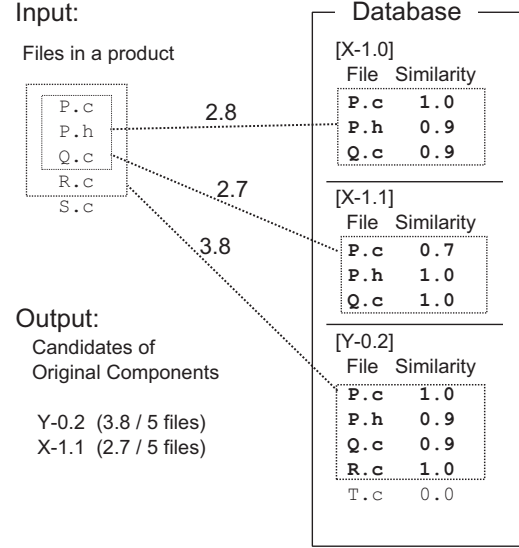 Input:
Files in a product
P.c
P.h
Q.c
R.c
S.c
2.8
2.7
3.8
Output:
Candidates of
Original Components
Y-0.2 (3.8 / 5 files)
X-1.1 (2.7 / 5 files)
Database
[X-1.0]
File Similarity
P.c 1.0
P.h 0.9
Q.c 0.9
[X-1.1]
File Similarity
P.c 0.7
P.h 1.0
Q.c 1.0
[Y-0.2]
File Similarity
P.c 1.0
P.h 0.9
Q.c 0.9
R.c 1.0
T.c 0.0